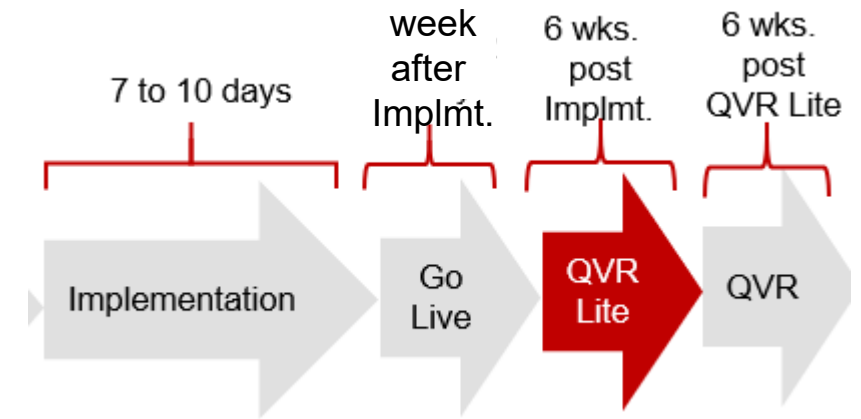 7 to 10 days
week
after
Implmt.
6 wks.
post
Implmt.
6 wks.
post
QVR Lite
Implementation
Go
Live
QVR
Lite
QVR